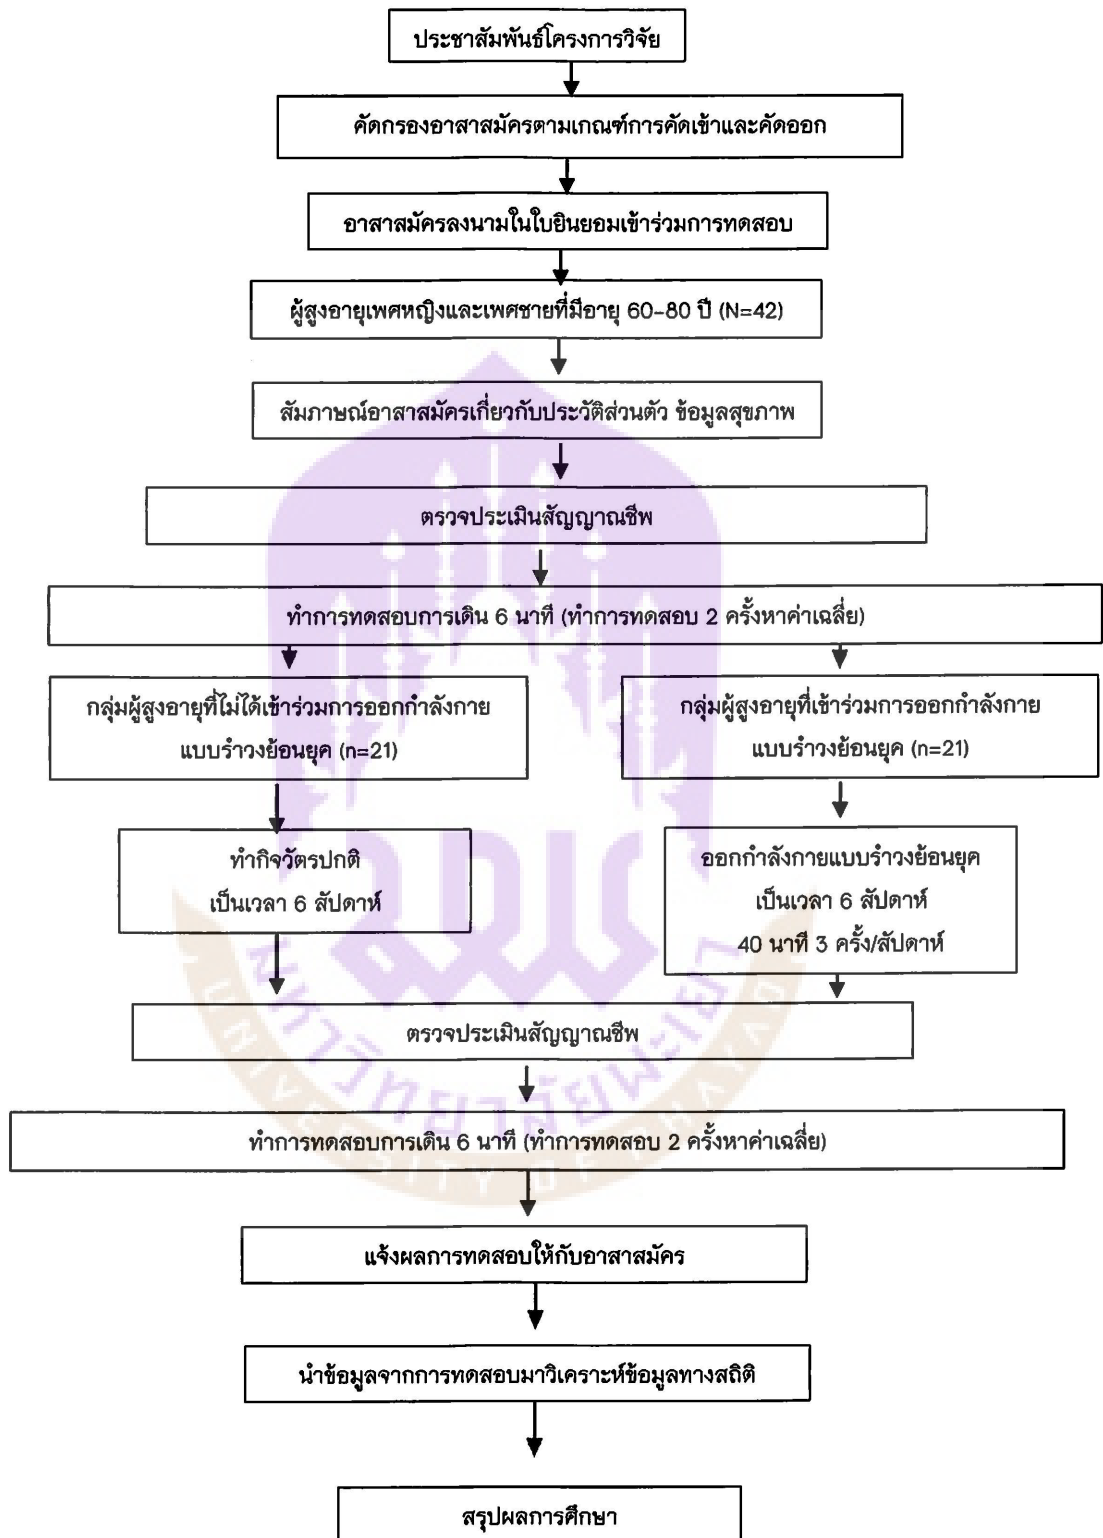 ประชาสัมพันธ์โครงการวิจัย
คัดกรองอาสาสมัครตามเกณฑ์การคัดเข้าและคัดออก
อาสาสมัครลงนามในใบยินยอมเข้าร่วมการทดสอบ
ผู้สูงอายุเพศหญิงและเพศชายที่มีอายุ 60-80 ปี (N=42)
สัมภาษณ์อาสาสมัครเกี่ยวกับประวัติส่วนตัว ข้อมูลสุขภาพ
ตรวจประเมินสัญญาณชีพ
ทำการทดสอบการเดิน 6 นาที (ทำการทดสอบ 2 ครั้งหาค่าเฉลี่ย)
กลุ่มผู้สูงอายุที่ไม่ได้เข้าร่วมการออกกำลังกาย
แบบรำวงย้อนยุค (n=21)
กลุ่มผู้สูงอายุที่เข้าร่วมการออกกำลังกาย
แบบรำวงย้อนยุค (n=21)
ทำกิจวัตรปกติ
เป็นเวลา 6 สัปดาห์
ออกกำลังกายแบบรำวงย้อนยุค
เป็นเวลา 6 สัปดาห์
40 นาที 3 ครั้ง/สัปดาห์
ตรวจประเมินสัญญาณชีพ
ทำการทดสอบการเดิน 6 นาที (ทำการทดสอบ 2 ครั้งหาค่าเฉลี่ย)
แจ้งผลการทดสอบให้กับอาสาสมัคร
นำข้อมูลจากการทดสอบมาวิเคราะห์ข้อมูลทางสถิติ
สรุปผลการศึกษา
มหาวิทยาลัยพะเยา
UNIVERSITY OF PHAYAO